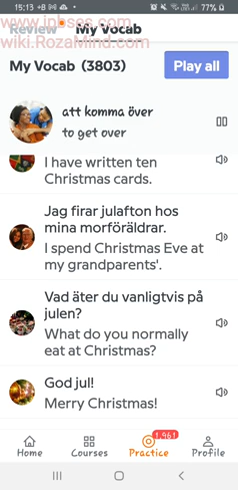 15:13
77%
www.inbses.com
Review
My Vocab
wiki.RozaMind.com
My Vocab (3803)
Play all
att komma över
to get over
I have written ten
Christmas cards.
Jag firar julafton hos
mina morföräldrar.
I spend Christmas Eve at
my grandparents'.
Vad äter du vanligtvis på
julen?
What do you normally
eat at Christmas?
God jul!
Merry Christmas!
1,961
Home
Courses
Practice
Profile